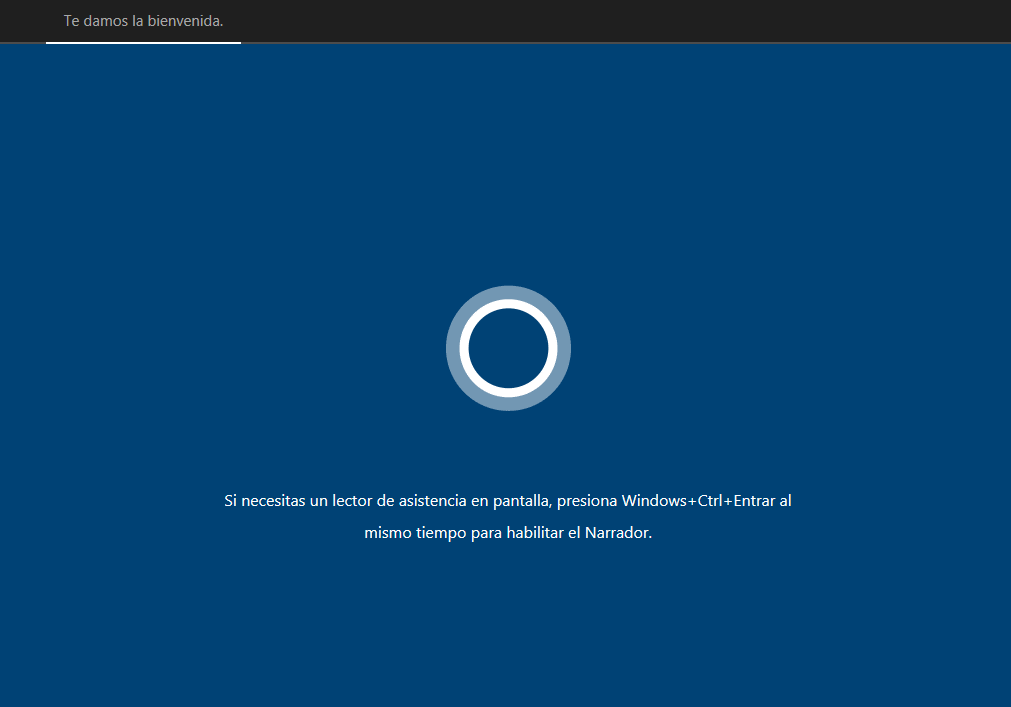 Te damos la bienvenida.
Si necesitas un lector de asistencia en pantalla, presiona Windows+Ctrl+Entrar al
mismo tiempo para habilitar el Narrador.